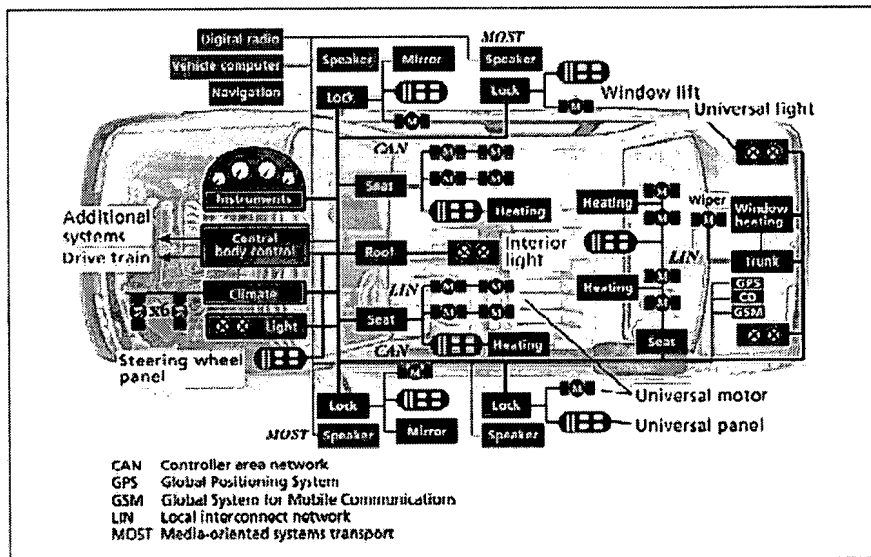 Digital radio
Vehicle computer
Navigation
MOST
Speaker
Mirror
Speaker
Lock
Lock
M
Window lift
M
Universal light
CAN
M M
Seat
M M
Heating
Instruments
Additional
systems
Drive train
Central
body control
Roof
Interior
light
Heating
M
M
Wiper
M
Window
heating
LIN
Trunk
Climate
x6
Light
LIN
M M
Seat
M M
CAN
Heating
Heating
M
M
Seat
GPS
CD
GSM
Steering wheel
panel
Lock
M
Lock
M
Universal motor
Universal panel
MOST
Speaker
Mirror
Speaker
CAN Controller area network
GPS Global Positioning System
GSM Global System for Mobile Communications
LIN Local interconnect network
MOST Media-oriented systems transport